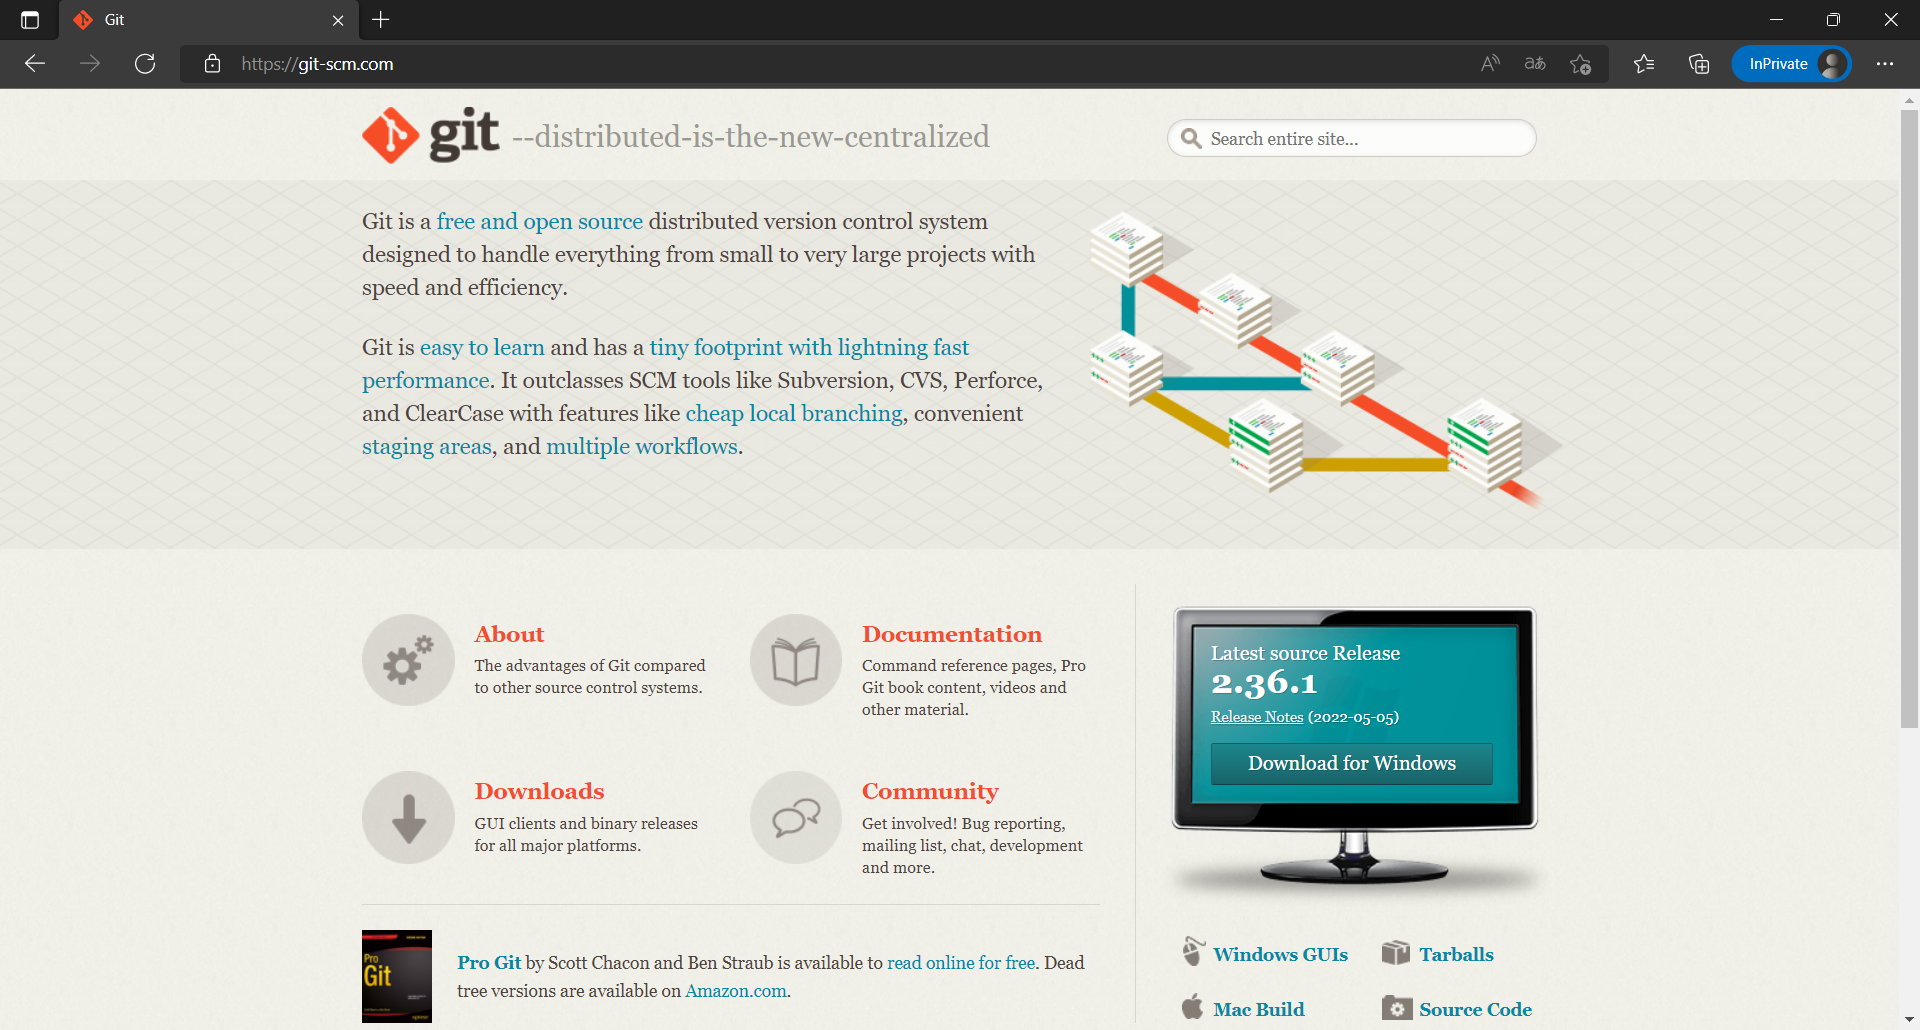 Git
https://git-scm.com
InPrivate
git --distributed-is-the-new-centralized
Search entire site...
Git is a free and open source distributed version control system
designed to handle everything from small to very large projects with
speed and efficiency.
Git is easy to learn and has a tiny footprint with lightning fast
performance. It outclasses SCM tools like Subversion, CVS, Perforce,
and ClearCase with features like cheap local branching, convenient
staging areas, and multiple workflows.
About
The advantages of Git compared
to other source control systems.
Documentation
Command reference pages, Pro
Git book content, videos and
other material.
Downloads
GUI clients and binary releases
for all major platforms.
Community
Get involved! Bug reporting,
mailing list, chat, development
and more.
Pro
Git
Pro Git by Scott Chacon and Ben Straub is available to read online for free. Dead
tree versions are available on Amazon.com.
Latest source Release
2.36.1
Release Notes (2022-05-05)
Download for Windows
Windows GUIs
Tarballs
Mac Build
Source Code